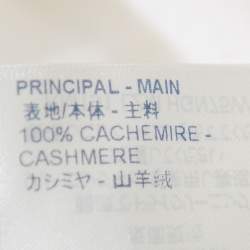 PRINCIPAL - MAIN
表地/本体 - 主料
100% CACHEMIRE -
CASHMERE
カシミヤ - 山羊绒